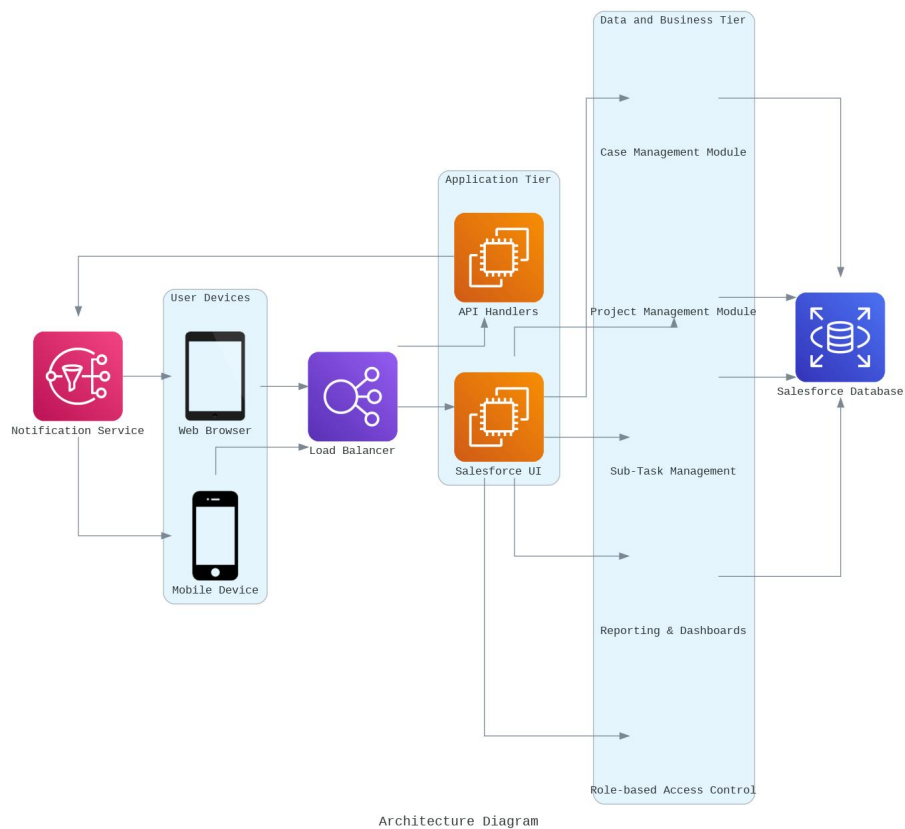 Data and Business Tier
Case Management Module
Application Tier
API Handlers
User Devices
Project Management Module
Notification Service
Web Browser
Load Balancer
Salesforce UI
Salesforce Database
Sub-Task Management
Mobile Device
Reporting & Dashboards
Role-based Access Control
Architecture Diagram